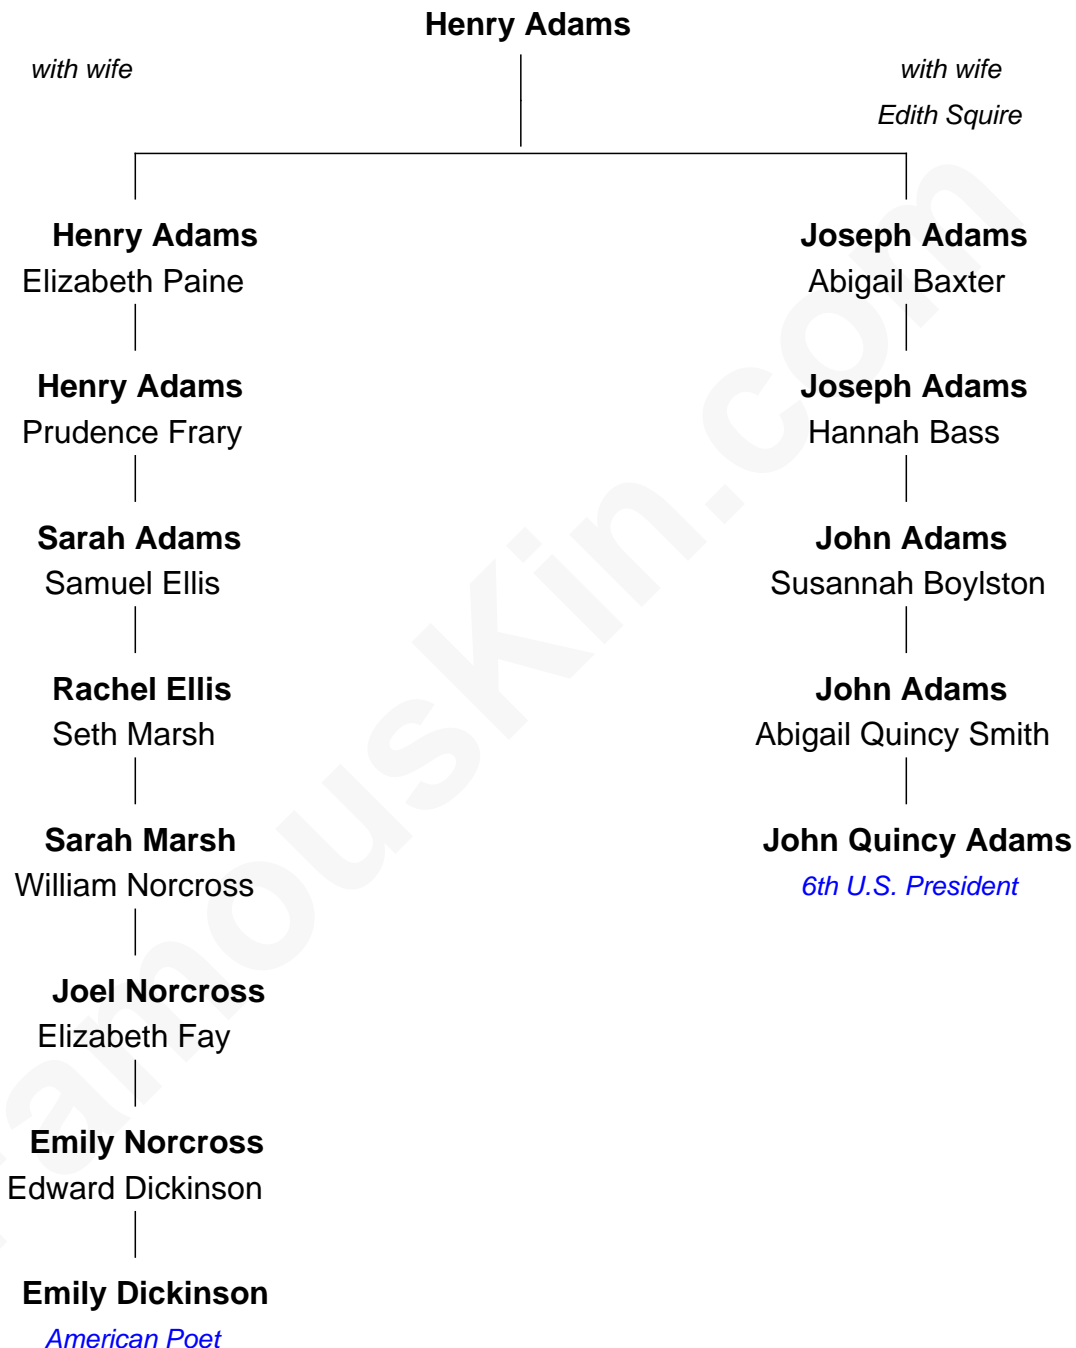 Henry Adams
with wife
with wife
Edith Squire
Henry Adams
Joseph Adams
Elizabeth Paine
Abigail Baxter
Henry Adams
Joseph Adams
Prudence Frary
Hannah Bass
Sarah Adams
John Adams
Samuel Ellis
Susannah Boylston
Rachel Ellis
John Adams
Seth Marsh
Abigail Quincy Smith
Sarah Marsh
John Quincy Adams
William Norcross
6th U.S. President
Joel Norcross
Elizabeth Fay
Emily Norcross
Edward Dickinson
Emily Dickinson
American Poet
FamousKin.com